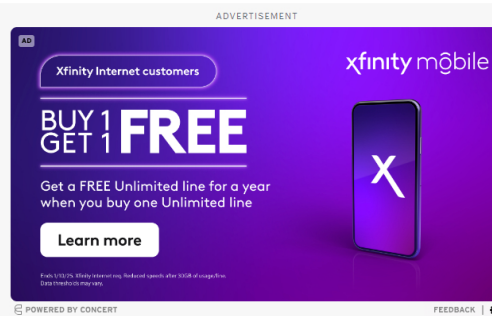 ADVERTISEMENT
AD
Xfinity Internet customers
xfinity mobile
BUY 1
GET 1 FREE
Get a FREE Unlimited line for a year
when you buy one Unlimited line
X
Learn more
Ends 1/10/25. Xfinity Internet req. Reduced speeds after 30GB of usage/line.
Data thresholds may vary.
POWERED BY CONCERT
FEEDBACK